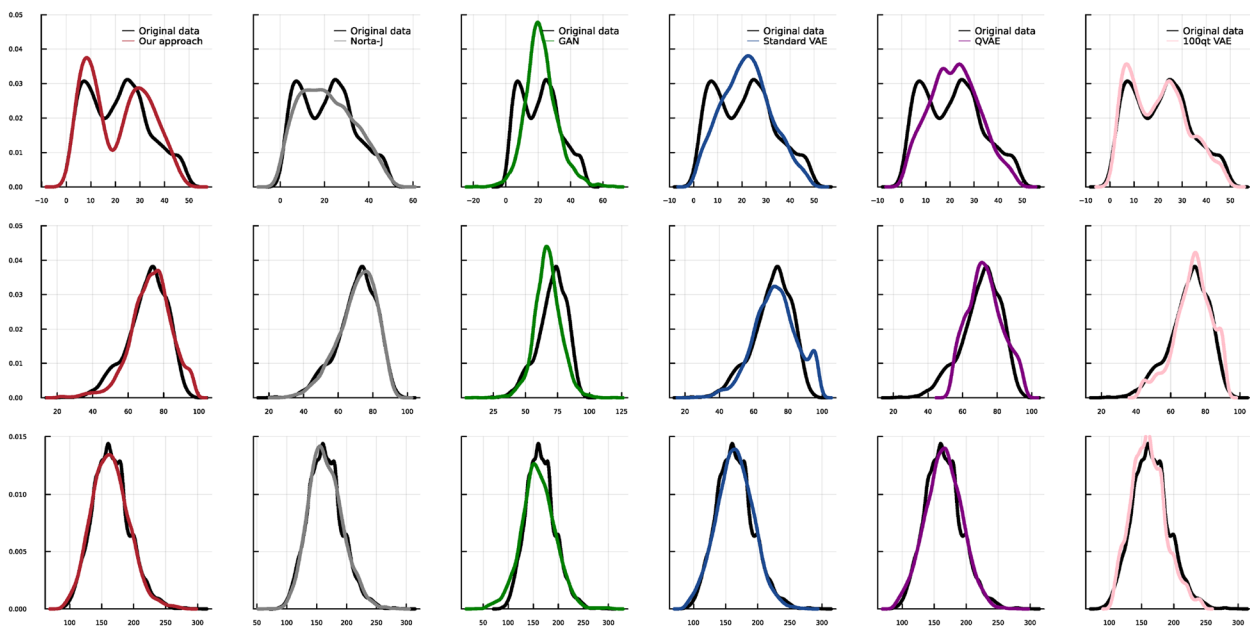 0.05
0.04
0.03
0.02
0.01
0.00
Original data
Our approach
Original data
Norta-J
Original data
GAN
Original data
Standard VAE
Original data
QVAE
Original data
100qt VAE
−10 0 10 20 30 40 50
0 20 40 60
−20 0 20 40 60
−10 0 10 20 30 40 50
−10 0 10 20 30 40 50
−10 0 10 20 30 40 50
0.05
0.04
0.03
0.02
0.01
0.00
20 40 60 80 100
20 40 60 80 100
25 50 75 100 125
20 40 60 80 100
20 40 60 80 100
20 40 60 80 100
0.015
0.010
0.005
0.000
100 150 200 250 300
50 100 150 200 250 300
50 100 150 200 250 300
100 150 200 250 300
100 150 200 250 300
100 150 200 250 300